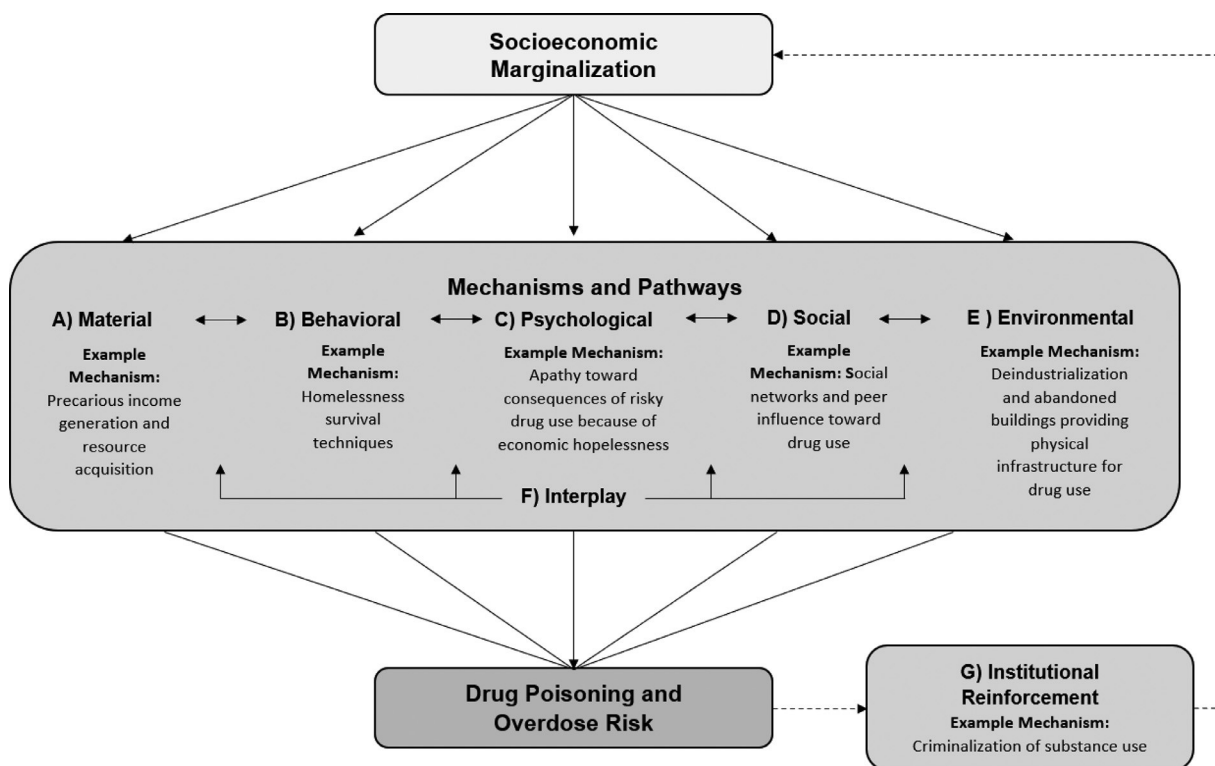 Socioeconomic
Marginalization
Mechanisms and Pathways
A) Material
Example
Mechanism:
Precarious income
generation and
resource
acquisition
B) Behavioral
Example
Mechanism:
Homelessness
survival
techniques
C) Psychological
Example Mechanism:
Apathy toward
consequences of risky
drug use because of
economic hopelessness
D) Social
Example
Mechanism: Social
networks and peer
influence toward
drug use
E ) Environmental
Example Mechanism:
Deindustrialization
and abandoned
buildings providing
physical
infrastructure for
drug use
F) Interplay
Drug Poisoning and
Overdose Risk
G) Institutional
Reinforcement
Example Mechanism:
Criminalization of substance use